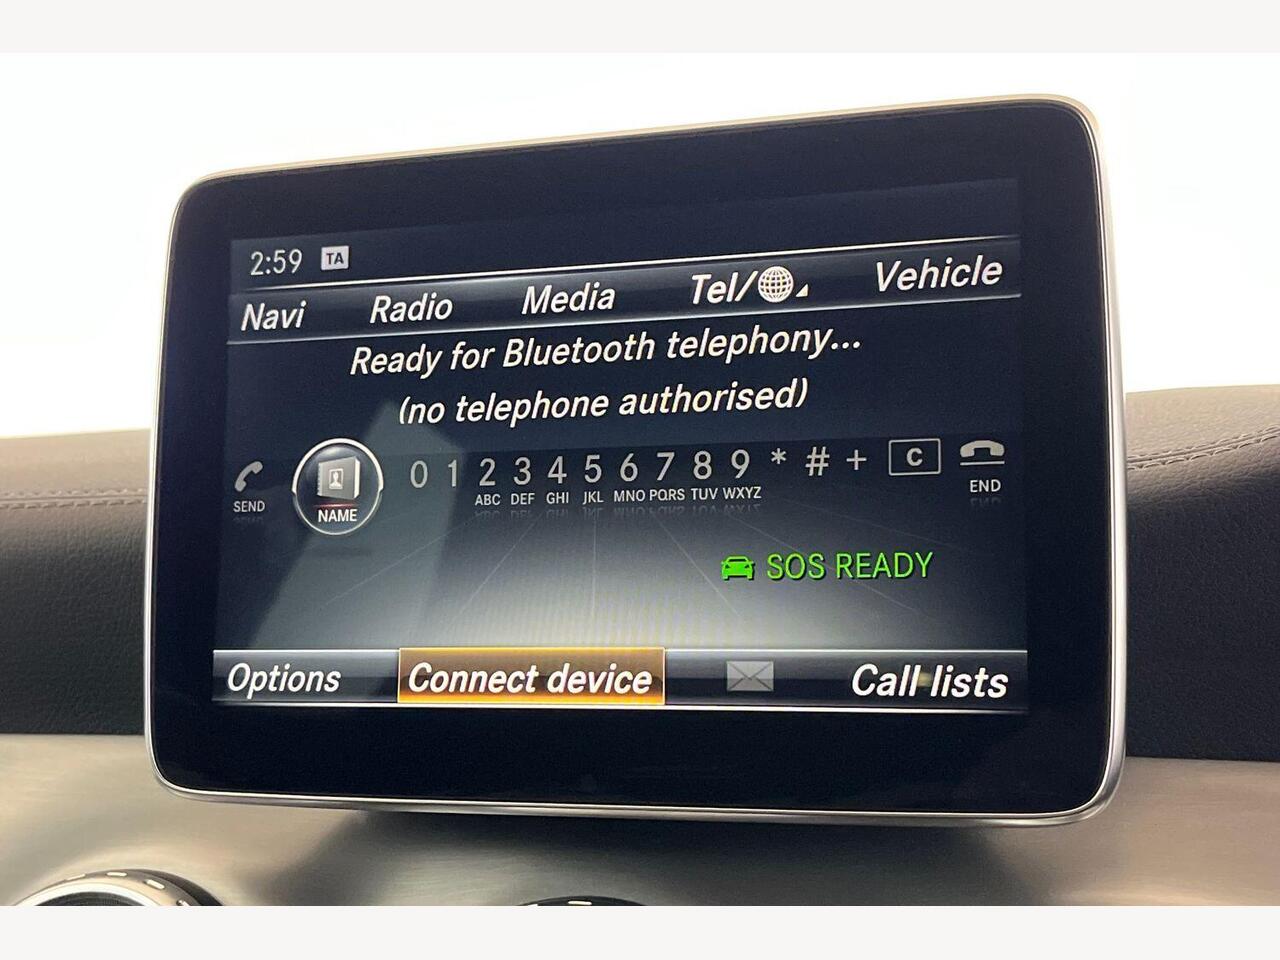 2:59 TA
Navi Radio Media Tel/ Vehicle
Ready for Bluetooth telephony...
(no telephone authorised)
SEND NAME 0 1 2 3 4 5 6 7 8 9 * # + C END
ABC DEF GHI JKL MNO PQRS TUV WXYZ
SOS READY
Options Connect device Call lists